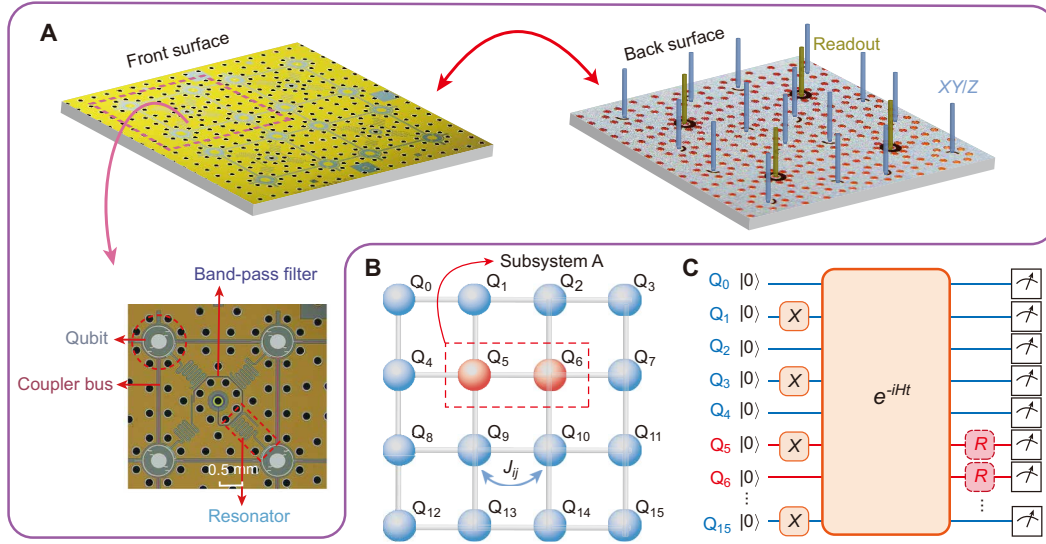 A
Front surface
Back surface
Readout
XY/Z
Band-pass filter
Qubit
Coupler bus
0.5 mm
Resonator
B
Subsystem A
Q0 Q1 Q2 Q3
Q4 Q5 Q6 Q7
Q8 Q9 Q10 Q11
Jij
Q12 Q13 Q14 Q15
C
Q0 |0⟩
Q1 |0⟩ X
Q2 |0⟩
Q3 |0⟩ X
Q4 |0⟩
e-iHt
Q5 |0⟩ X R
Q6 |0⟩ R
⋮ ⋮
Q15 |0⟩ X